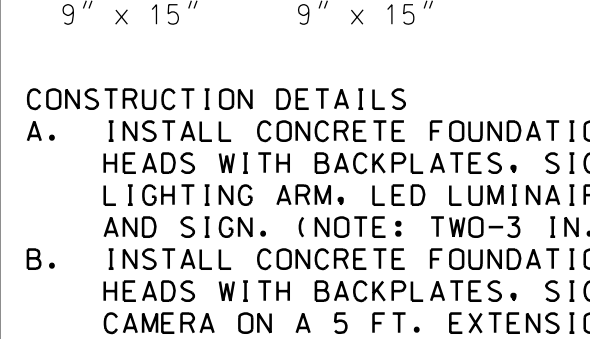 9" x 15" 9" x 15"
CONSTRUCTION DETAILS
A. INSTALL CONCRETE
HEADS WITH BACKPLATES,
LIGHTING ARM, LED
AND SIGN. (NOTE: TWO-3 IN.
B. INSTALL CONCRETE
HEADS WITH BACKPLATES,
CAMERA ON A 5 FT.